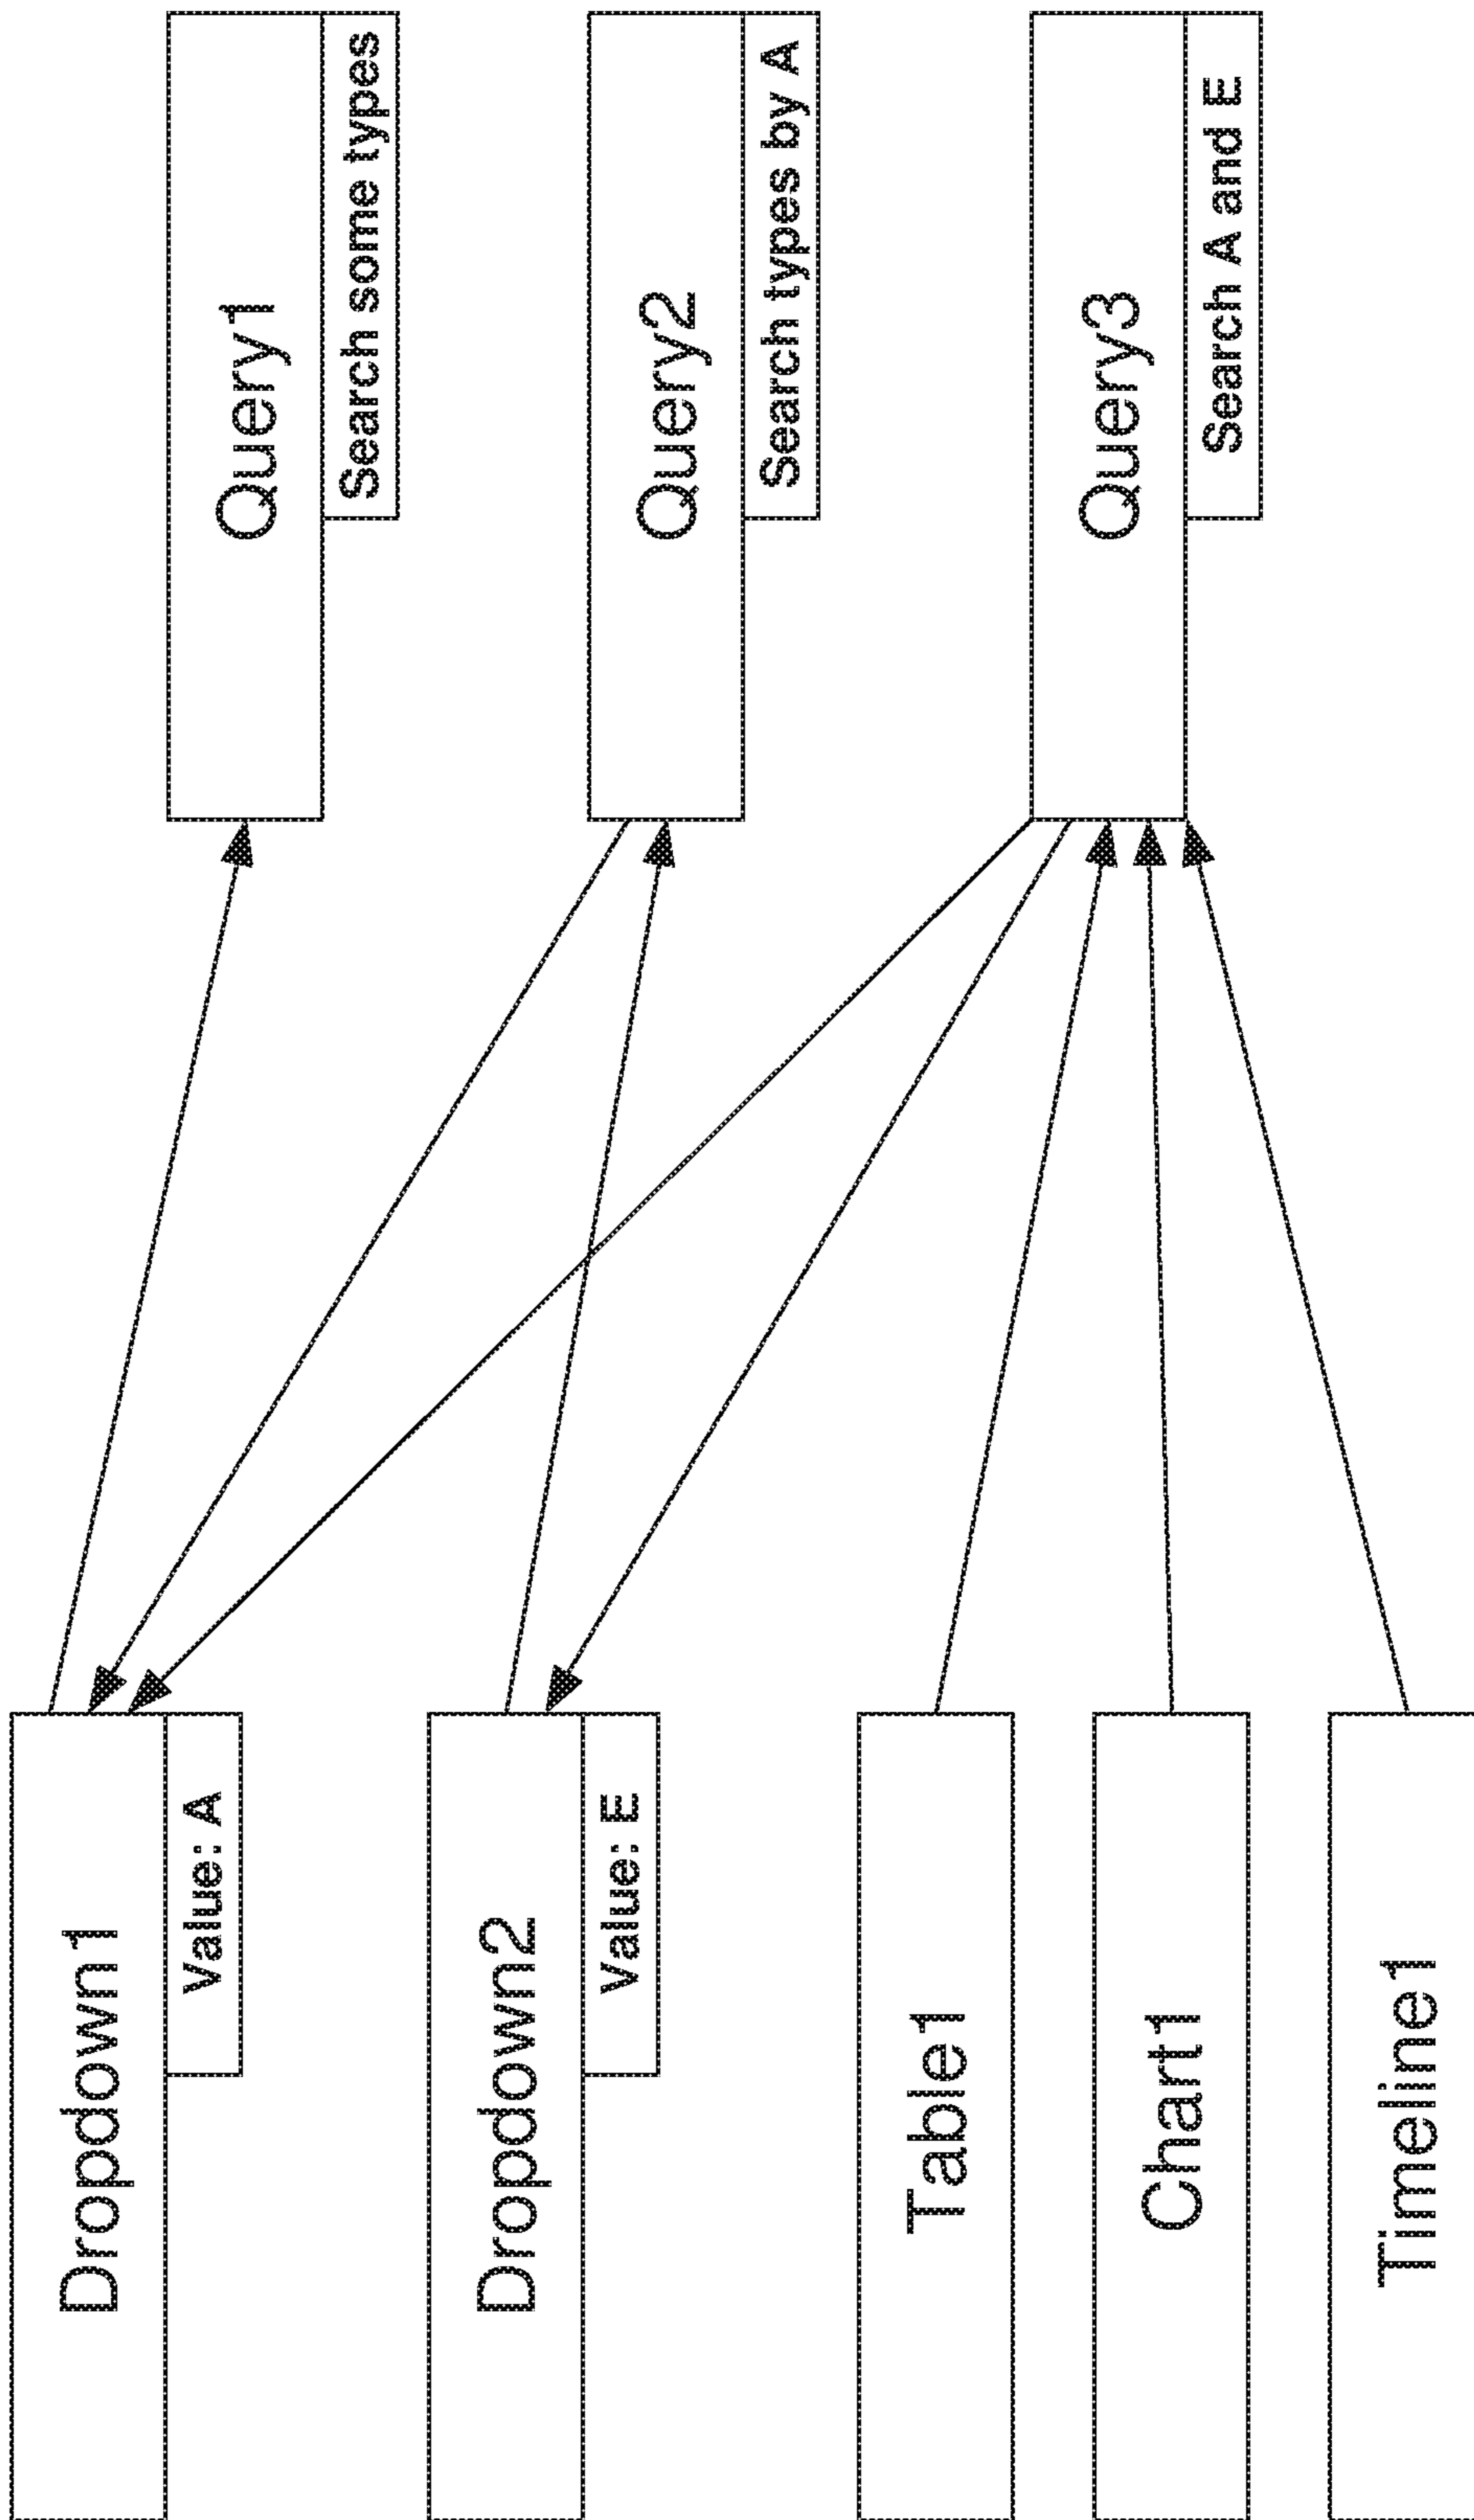 Dropdown1
Value: A
Dropdown2
Value: E
Table1
Chart1
Timeline1
Query1
Search some types
Query2
Search types by A
Query3
Search A and E